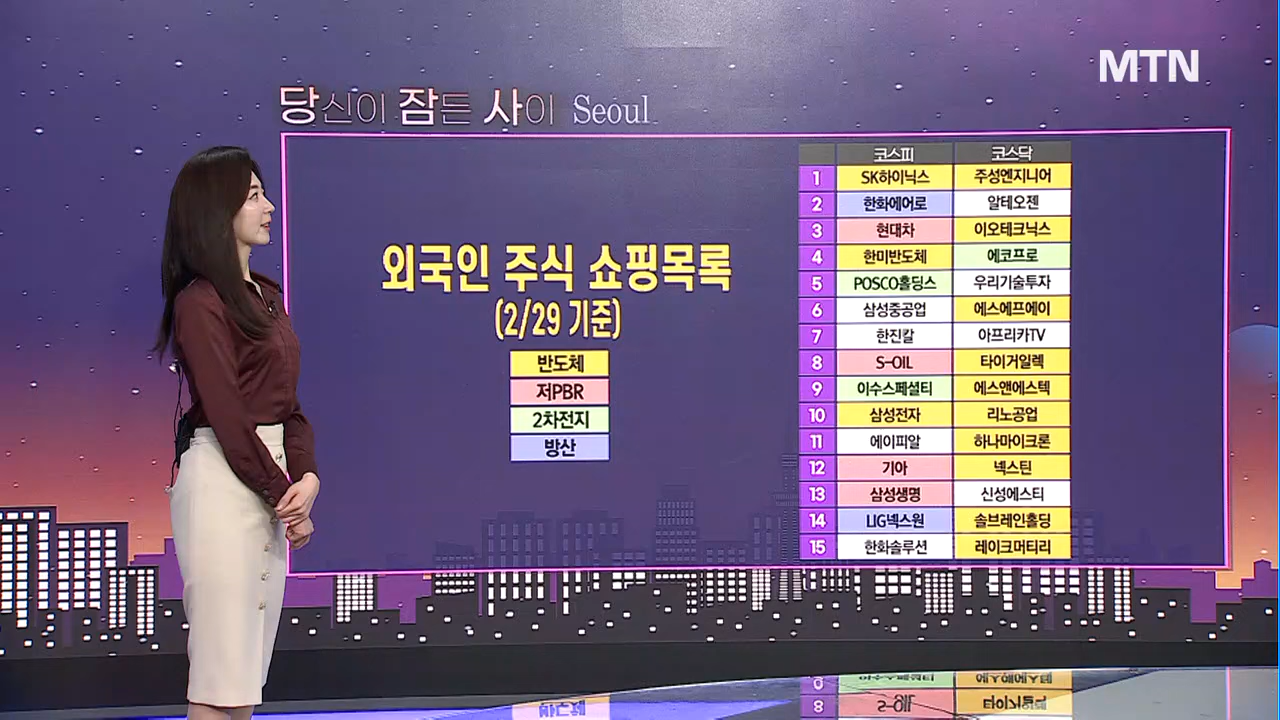 MTN
당신이 잠든 사이 Seoul
외국인 주식 쇼핑목록
(2/29 기준)
반도체
저PBR
2차전지
방산
코스피 코스닥
1 SK하이닉스 주성엔지니어
2 한화에어로 알테오젠
3 현대차 이오테크닉스
4 한미반도체 에코프로
5 POSCO홀딩스 우리기술투자
6 삼성중공업 에스에프에이
7 한진칼 아프리카TV
8 S-OIL 타이거일렉
9 이수스페셜티 에스앤에스텍
10 삼성전자 리노공업
11 에이피알 하나마이크론
12 기아 넥스틴
13 삼성생명 신성에스티
14 LIG넥스원 솔브레인홀딩
15 한화솔루션 레이크머티리